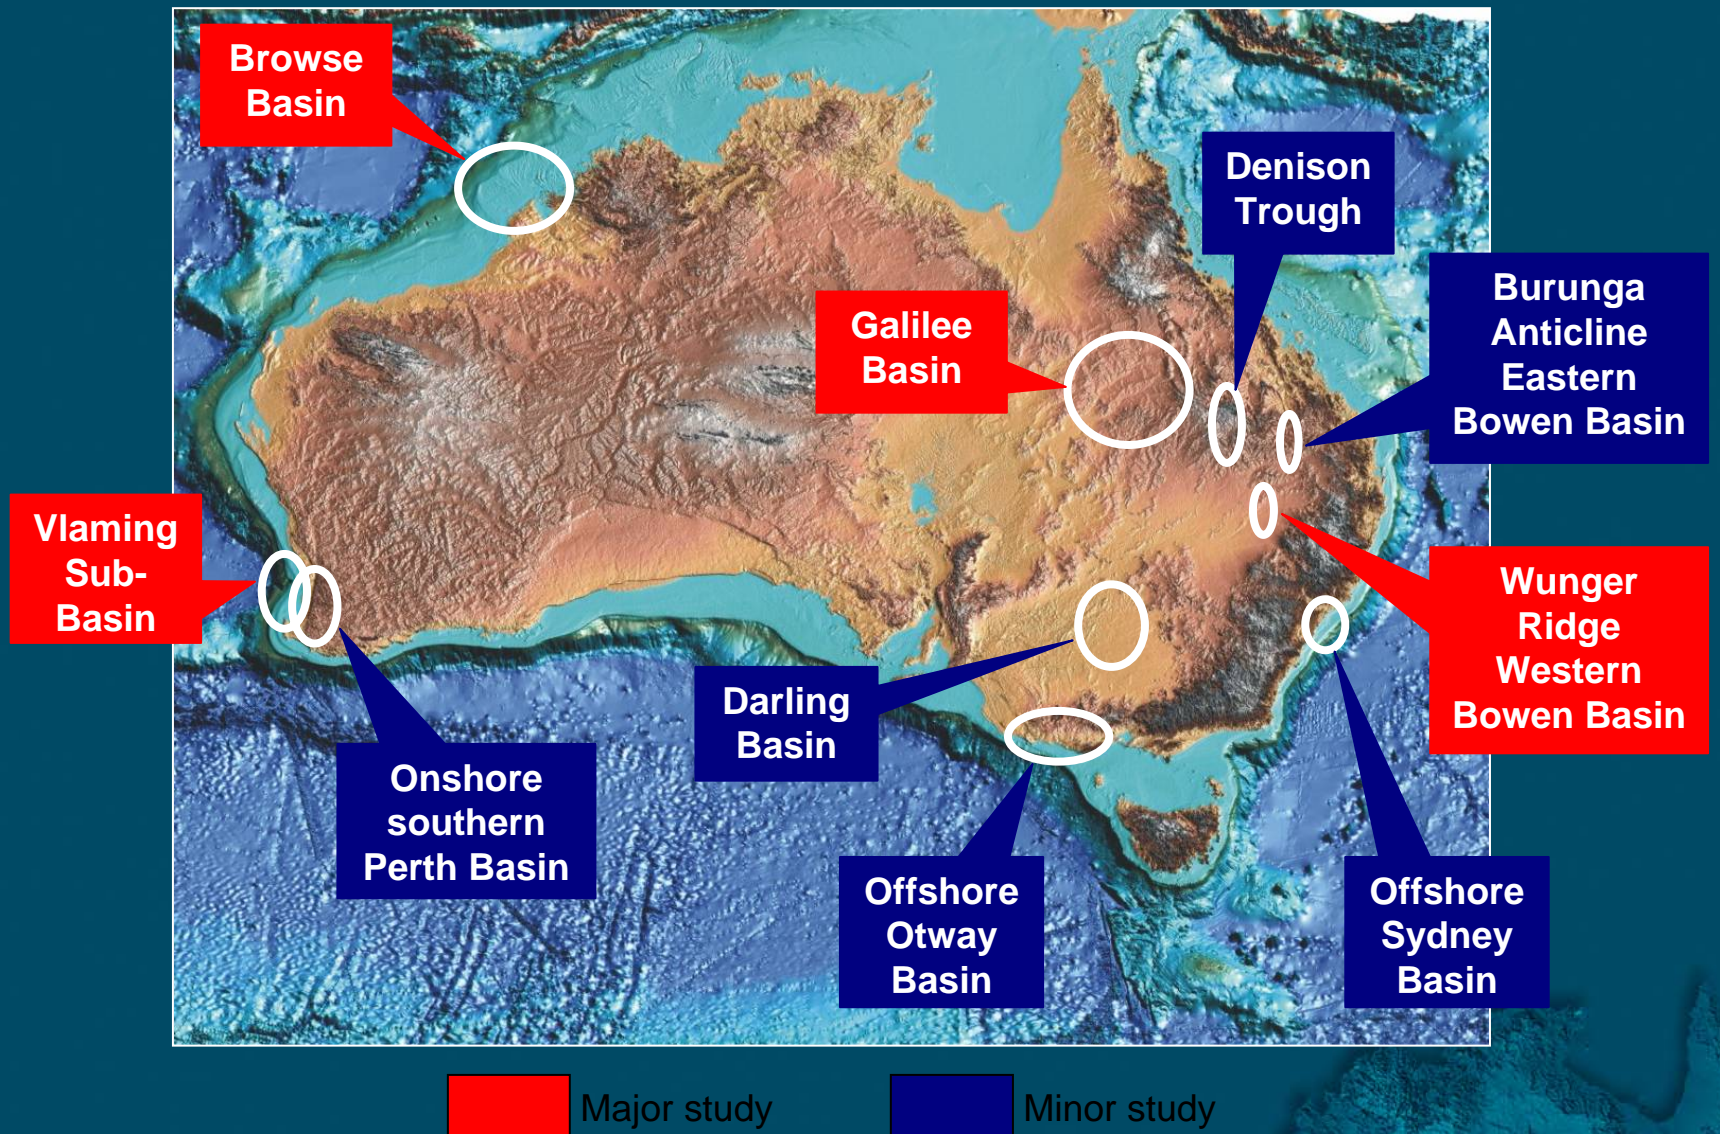 Browse
Basin
Denison
Trough
Burunga
Anticline
Eastern
Bowen Basin
Galilee
Basin
Vlaming
Sub-
Basin
Wunger
Ridge
Western
Bowen Basin
Darling
Basin
Onshore
southern
Perth Basin
Offshore
Otway
Basin
Offshore
Sydney
Basin
Major study
Minor study